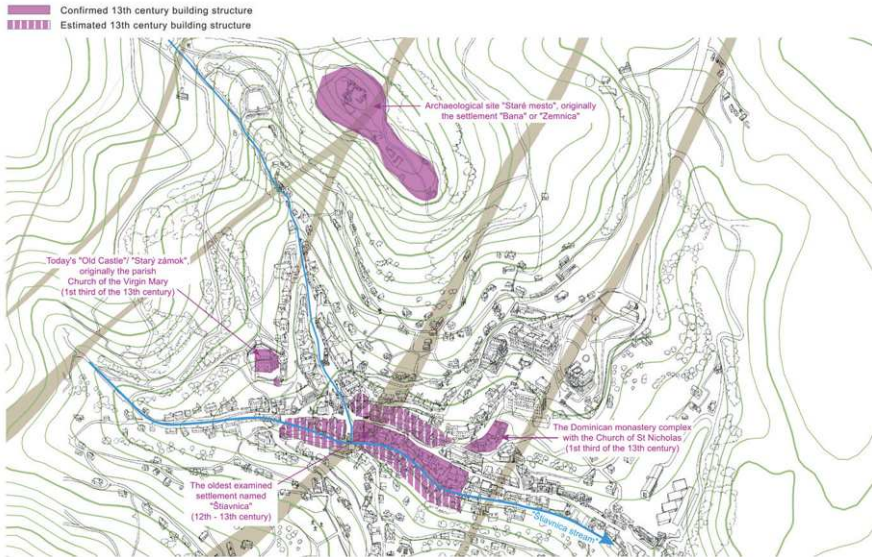 Confirmed 13th century building structure
Estimated 13th century building structure
Archaeological site "Staré mesto", originally
the settlement "Bana" or "Zemnica"
Today's "Old Castle"/ "Starý zámok",
originally the parish
Church of the Virgin Mary
(1st third of the 13th century)
The Dominican monastery complex
with the Church of St Nicholas
(1st third of the 13th century)
The oldest examined
settlement named
"Štiavnica"
(12th - 13th century)
"Štiavnica stream"